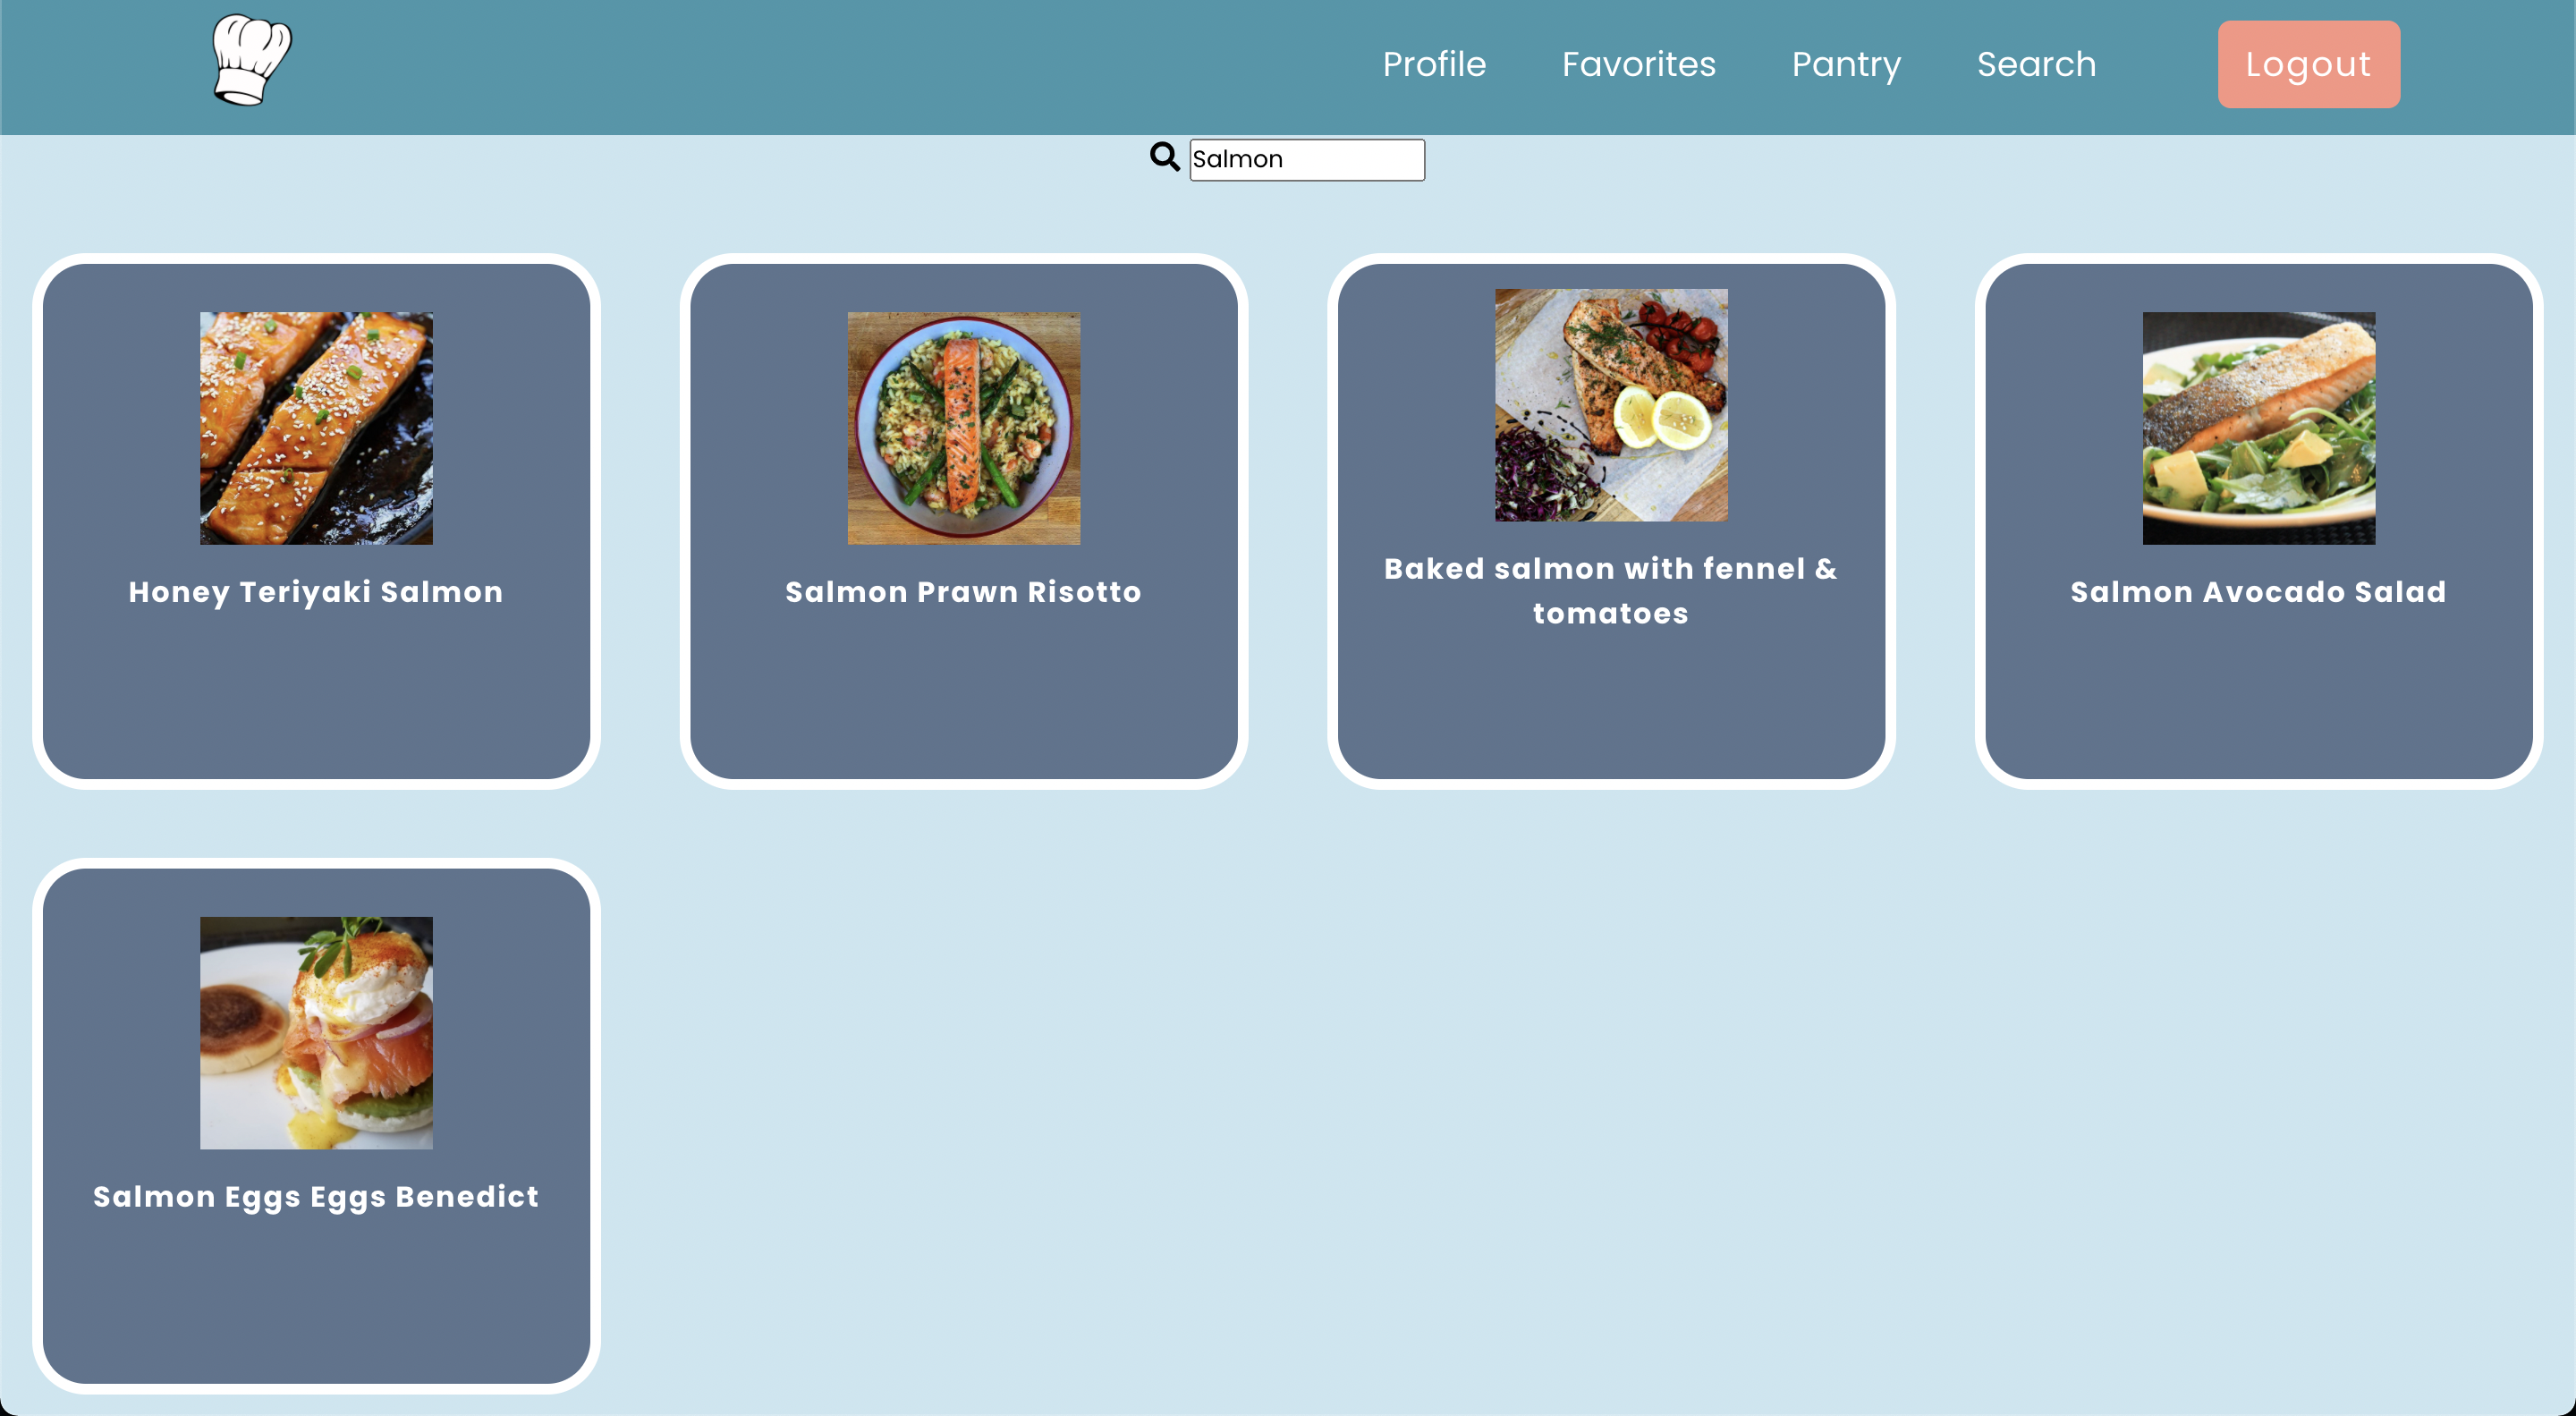 Profile Favorites Pantry Search Logout
Salmon
Honey Teriyaki Salmon
Salmon Prawn Risotto
Baked salmon with fennel &
tomatoes
Salmon Avocado Salad
Salmon Eggs Eggs Benedict